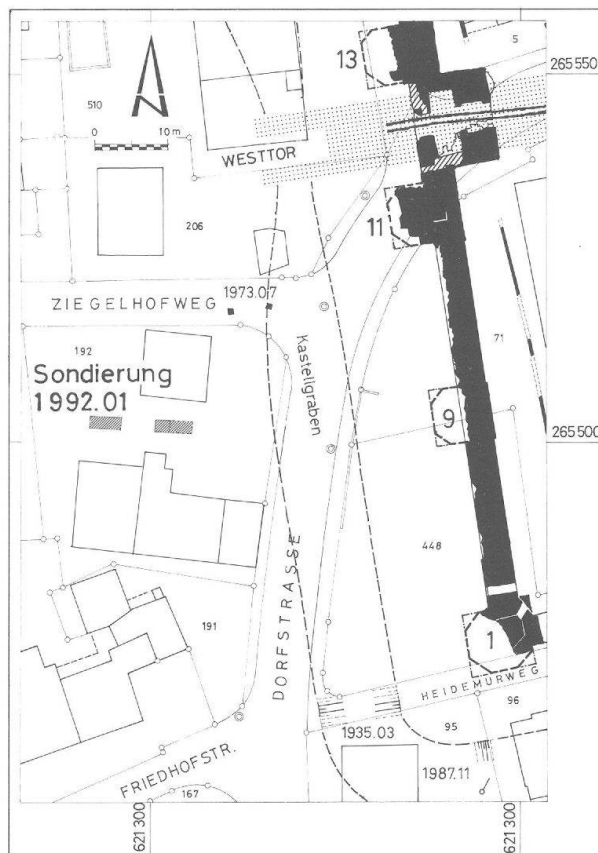 13
5
265 550
510
0 10 m
WESTTOR
206
11
ZIEGELHOFWEG
1973.07
71
192
Kastellgraben
Sondierung
1992.01
9
265 500
448
DORFSTRASSE
191
1
HEIDEMURWEG
96
95
1935.03
1987.11
FRIEDHOFSTR.
167
621 300
621 300